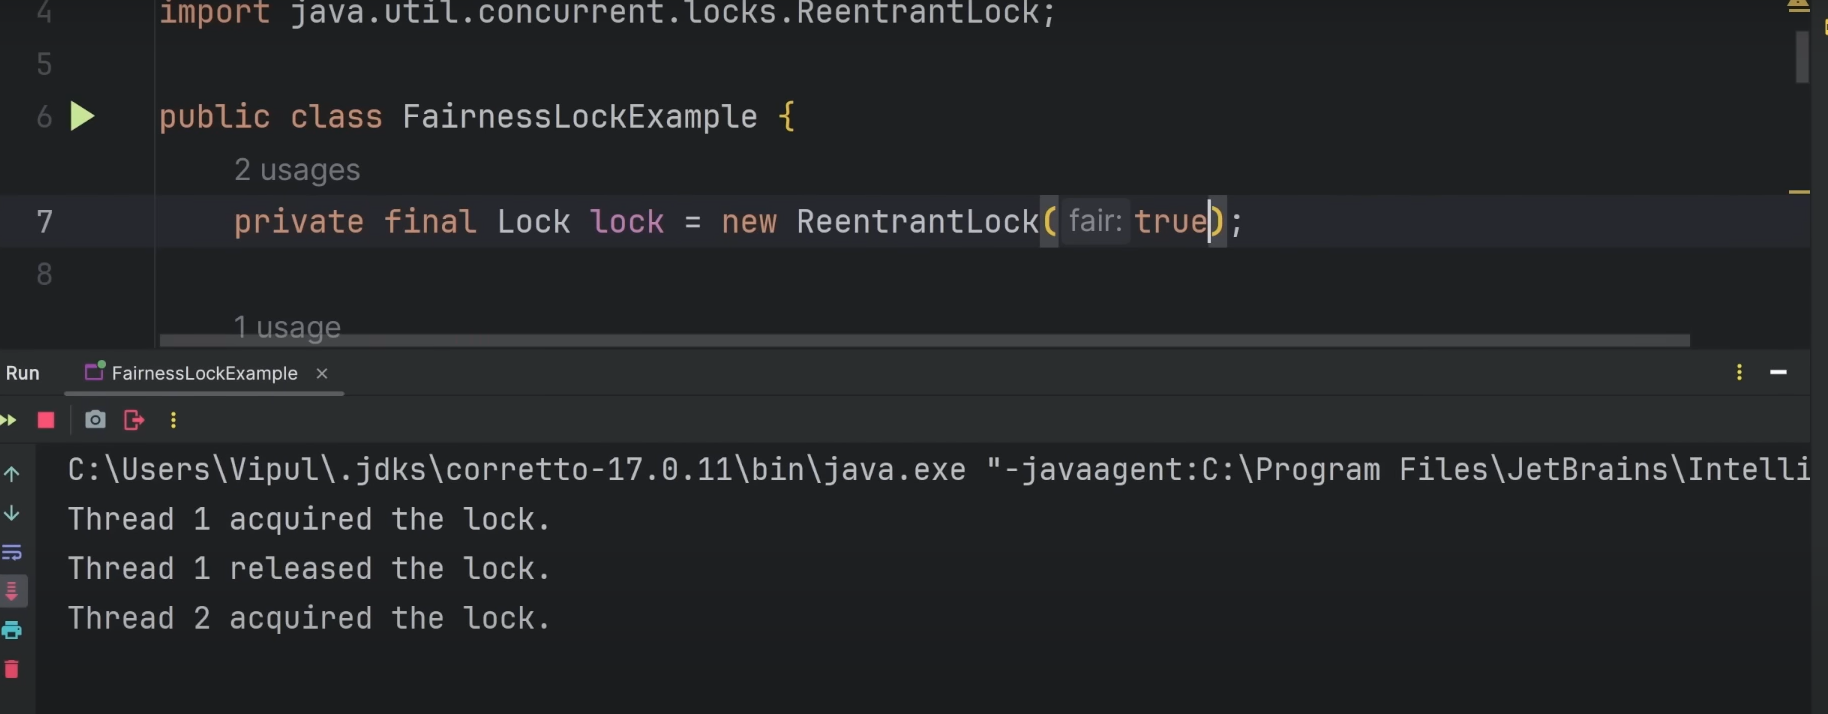 4 import java.util.concurrent.locks.ReentrantLock;
5
6 public class FairnessLockExample {
2 usages
7 private final Lock lock = new ReentrantLock( fair: true);
8
1 usage
Run FairnessLockExample ×
C:\Users\Vipul\.jdks\corretto-17.0.11\bin\java.exe "-javaagent:C:\Program Files\JetBrains\Intelli
Thread 1 acquired the lock.
Thread 1 released the lock.
Thread 2 acquired the lock.